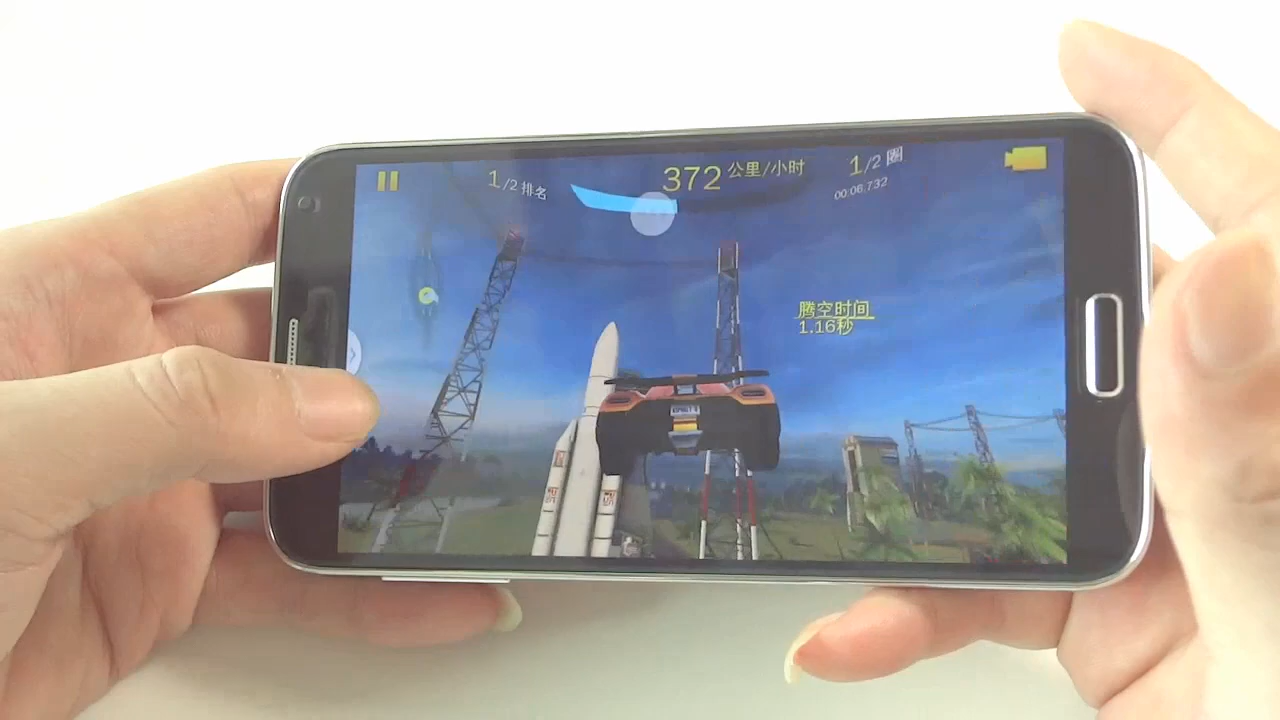 1/2 排名
372 公里/小时
1/2 圈
00:06.732
腾空时间
1.16秒